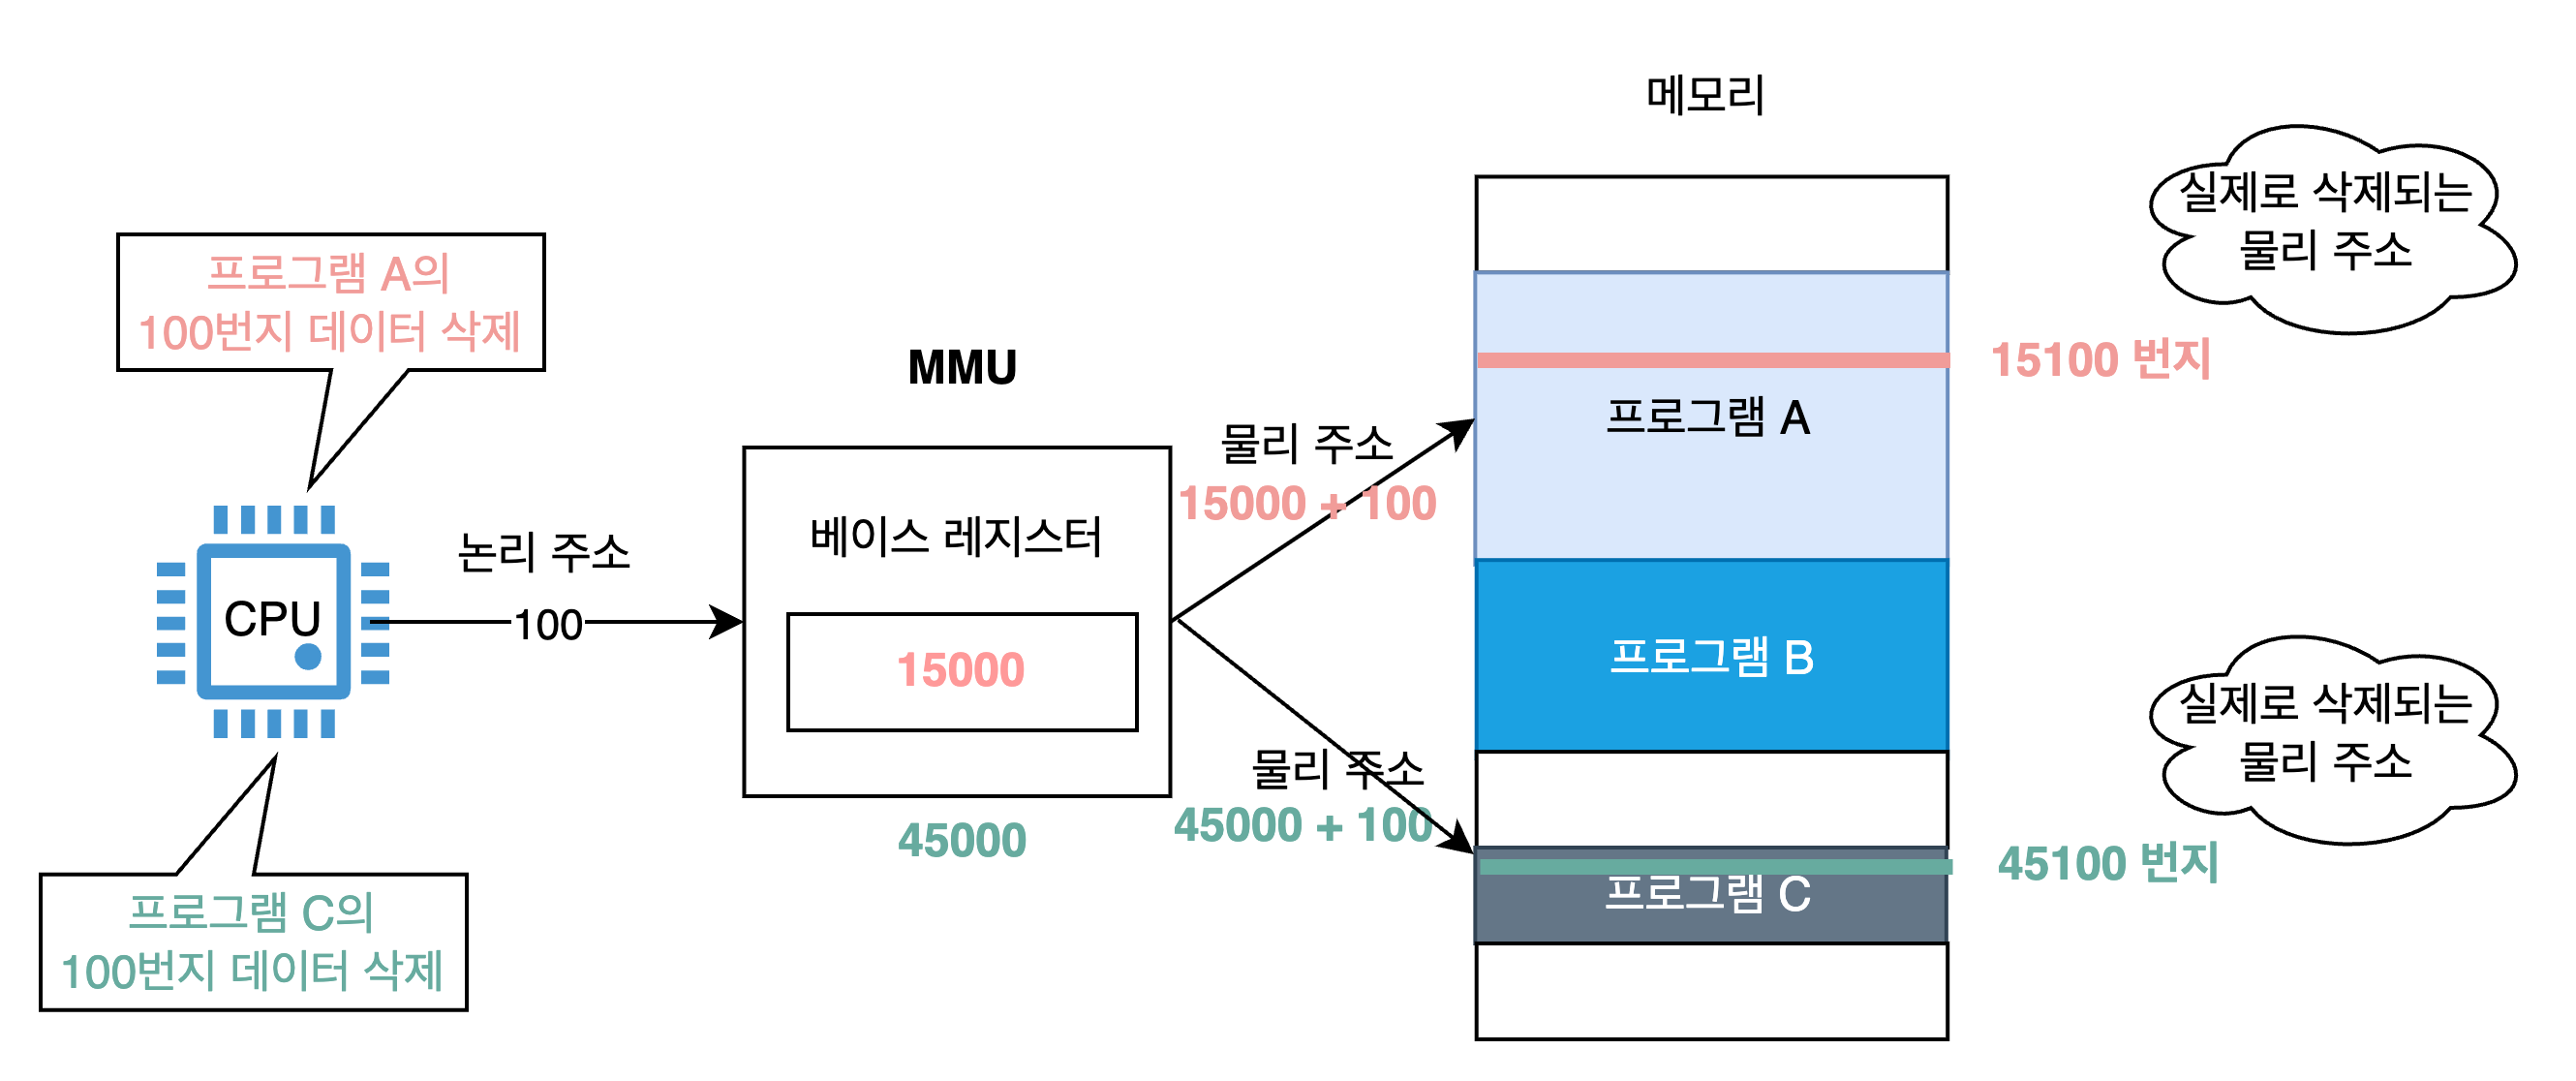 메모리
실제로 삭제되는
물리 주소
프로그램 A의
100번지 데이터 삭제
MMU
15100 번지
프로그램 A
물리 주소
15000 + 100
베이스 레지스터
논리 주소
CPU
100
15000
프로그램 B
실제로 삭제되는
물리 주소
물리 주소
45000 + 100
45000
45100 번지
프로그램 C
프로그램 C의
100번지 데이터 삭제